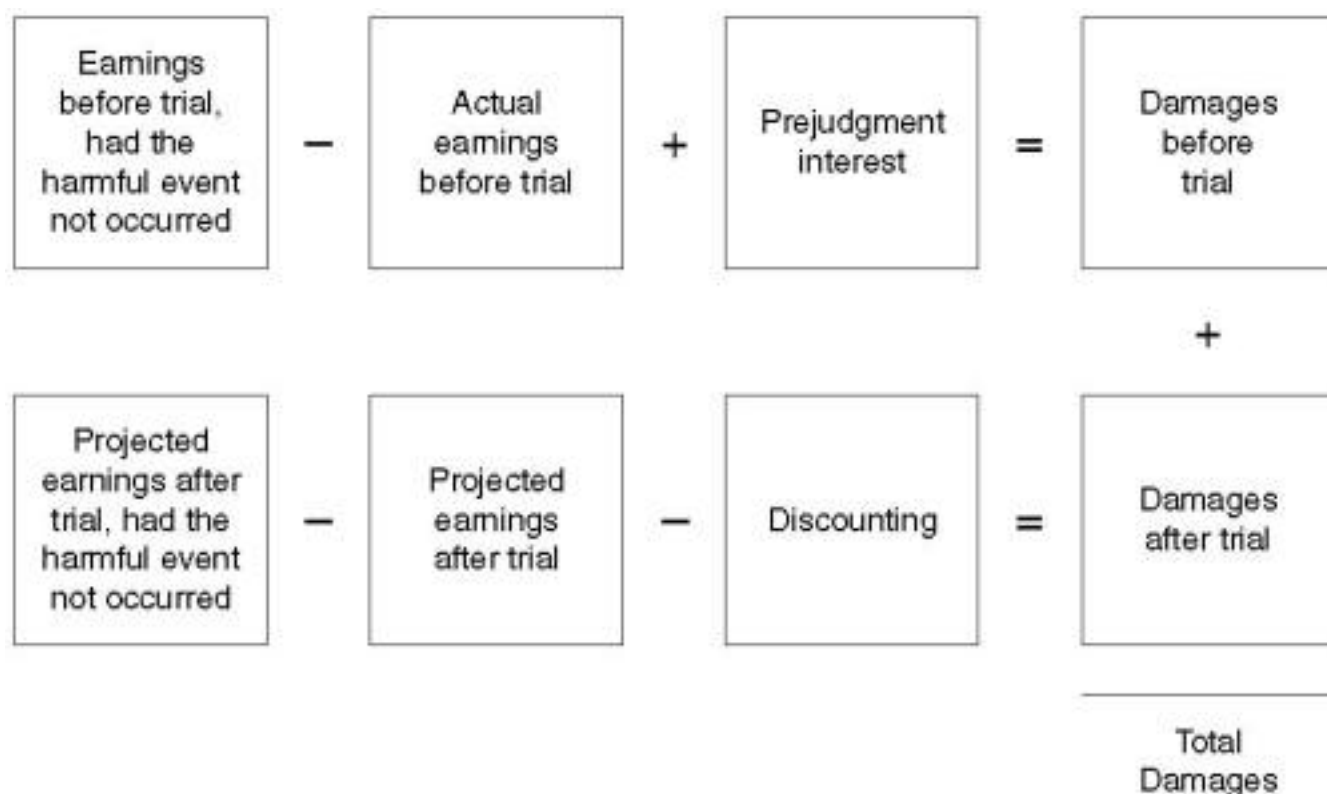 Earnings
before trial,
had the
harmful event
not occurred
−
Actual
earnings
before trial
+
Prejudgment
interest
=
Damages
before
trial
+
Projected
earnings after
trial, had the
harmful event
not occurred
−
Projected
earnings
after trial
−
Discounting
=
Damages
after trial
Total
Damages